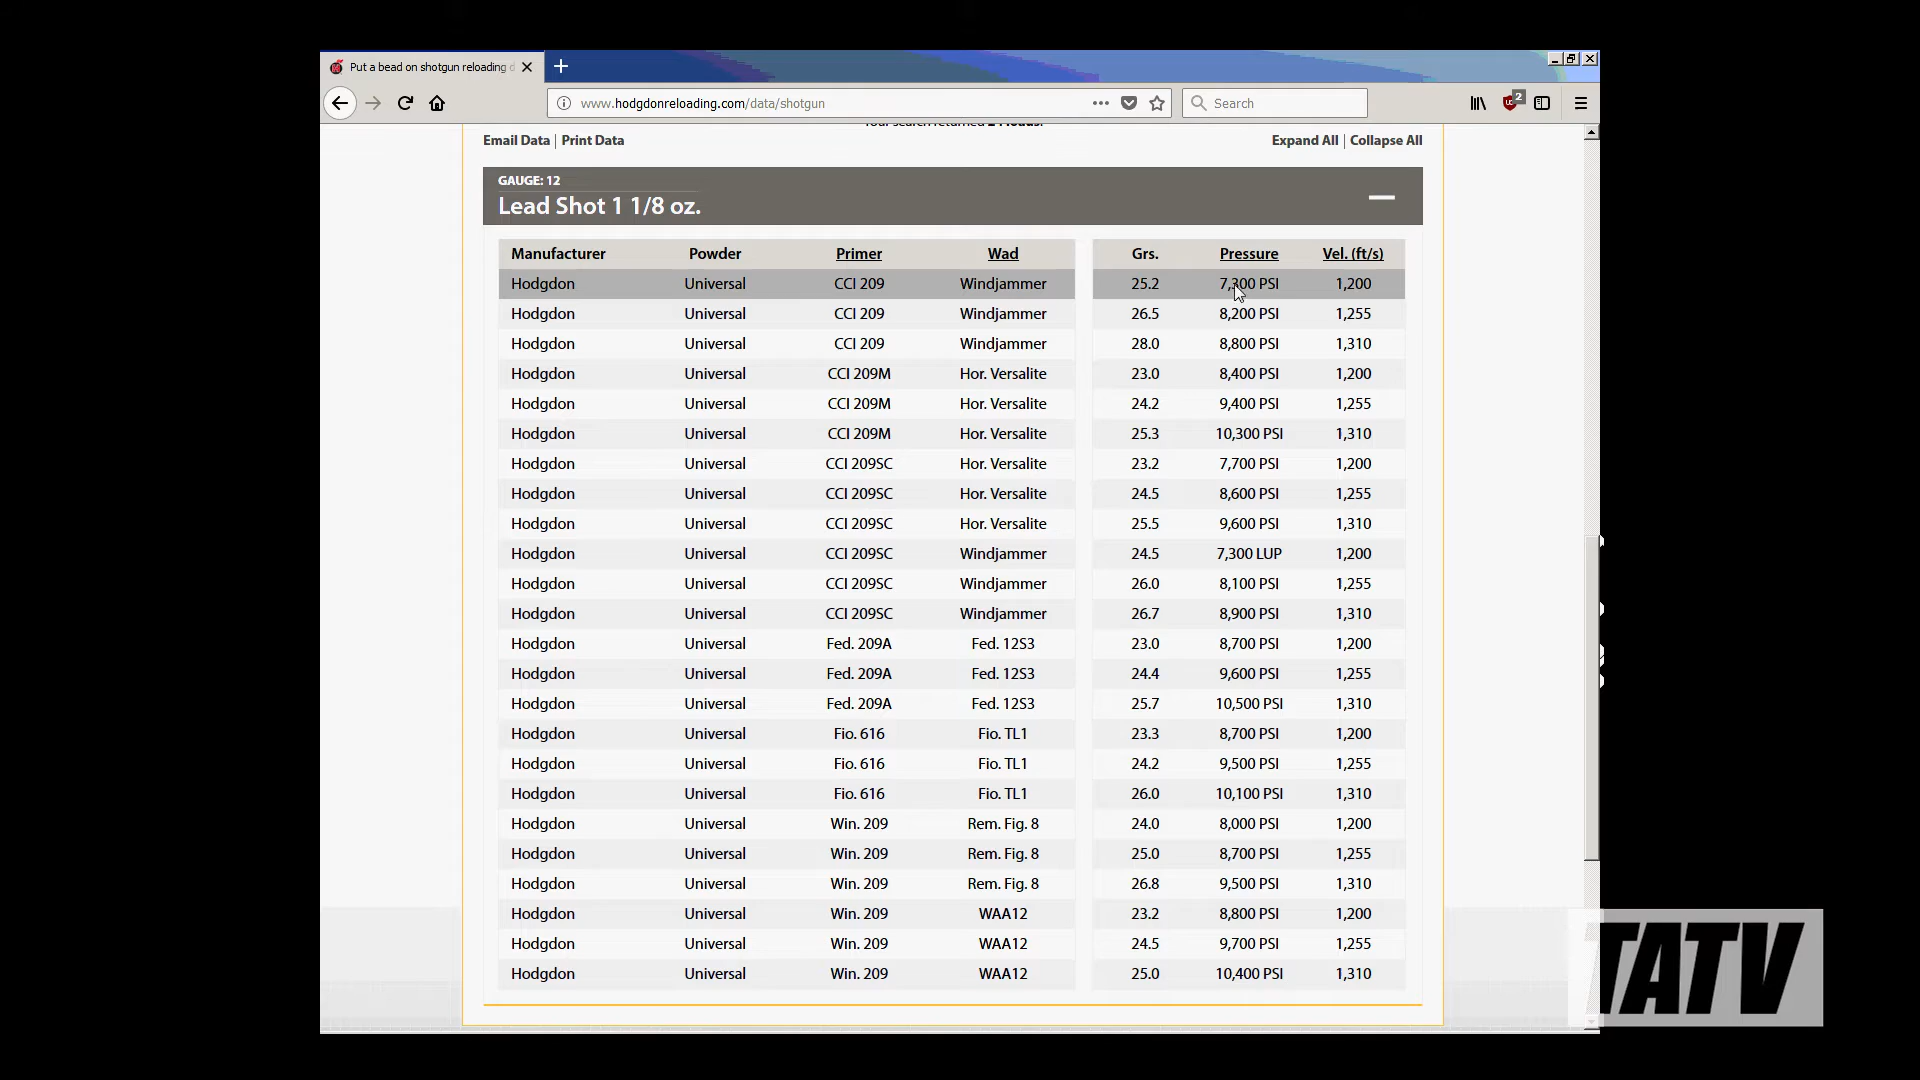 Put a bead on shotgun reloading d
www.hodgdonreloading.com/data/shotgun
Search
2
Your search returned 24 loads.
Email Data | Print Data
Expand All | Collapse All
GAUGE: 12
Lead Shot 1 1/8 oz.
Manufacturer Powder Primer Wad Grs. Pressure Vel. (ft/s)
Hodgdon Universal CCI 209 Windjammer 25.2 7,300 PSI 1,200
Hodgdon Universal CCI 209 Windjammer 26.5 8,200 PSI 1,255
Hodgdon Universal CCI 209 Windjammer 28.0 8,800 PSI 1,310
Hodgdon Universal CCI 209M Hor. Versalite 23.0 8,400 PSI 1,200
Hodgdon Universal CCI 209M Hor. Versalite 24.2 9,400 PSI 1,255
Hodgdon Universal CCI 209M Hor. Versalite 25.3 10,300 PSI 1,310
Hodgdon Universal CCI 209SC Hor. Versalite 23.2 7,700 PSI 1,200
Hodgdon Universal CCI 209SC Hor. Versalite 24.5 8,600 PSI 1,255
Hodgdon Universal CCI 209SC Hor. Versalite 25.5 9,600 PSI 1,310
Hodgdon Universal CCI 209SC Windjammer 24.5 7,300 LUP 1,200
Hodgdon Universal CCI 209SC Windjammer 26.0 8,100 PSI 1,255
Hodgdon Universal CCI 209SC Windjammer 26.7 8,900 PSI 1,310
Hodgdon Universal Fed. 209A Fed. 12S3 23.0 8,700 PSI 1,200
Hodgdon Universal Fed. 209A Fed. 12S3 24.4 9,600 PSI 1,255
Hodgdon Universal Fed. 209A Fed. 12S3 25.7 10,500 PSI 1,310
Hodgdon Universal Fio. 616 Fio. TL1 23.3 8,700 PSI 1,200
Hodgdon Universal Fio. 616 Fio. TL1 24.2 9,500 PSI 1,255
Hodgdon Universal Fio. 616 Fio. TL1 26.0 10,100 PSI 1,310
Hodgdon Universal Win. 209 Rem. Fig. 8 24.0 8,000 PSI 1,200
Hodgdon Universal Win. 209 Rem. Fig. 8 25.0 8,700 PSI 1,255
Hodgdon Universal Win. 209 Rem. Fig. 8 26.8 9,500 PSI 1,310
Hodgdon Universal Win. 209 WAA12 23.2 8,800 PSI 1,200
Hodgdon Universal Win. 209 WAA12 24.5 9,700 PSI 1,255
Hodgdon Universal Win. 209 WAA12 25.0 10,400 PSI 1,310
TATV